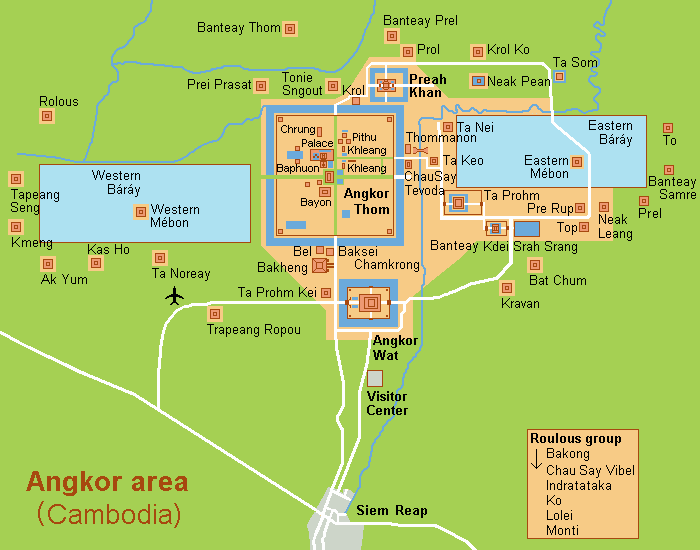 Banteay Thom
Banteay Prel
Prol
Krol Ko
Ta Som
Prei Prasat
Tonie
Sngout
Krol
Preah
Khan
Neak Pean
Rolous
Chrung
Palace
Pithu
Khleang
Baphuon
Khleang
Bayon
Angkor
Thom
Thommanon
Ta Nei
Ta Keo
ChauSay
Tevoda
Eastern
Báráy
Eastern
Mébon
To
Banteay
Samre
Western
Báráy
Western
Mébon
Tapeang
Seng
Kmeng
Ta Prohm
Pre Rup
Prel
Neak
Leang
Top
Banteay Kdei
Srah Srang
Kas Ho
Ak Yum
Ta Noreay
Bel
Baksei
Chamkrong
Bakheng
Bat Chum
Kravan
Ta Prohm Kei
Trapeang Ropou
Angkor
Wat
Visitor
Center
Roulous group
Bakong
Chau Say Vibel
Indratataka
Ko
Lolei
Monti
Angkor area
(Cambodia)
Siem Reap